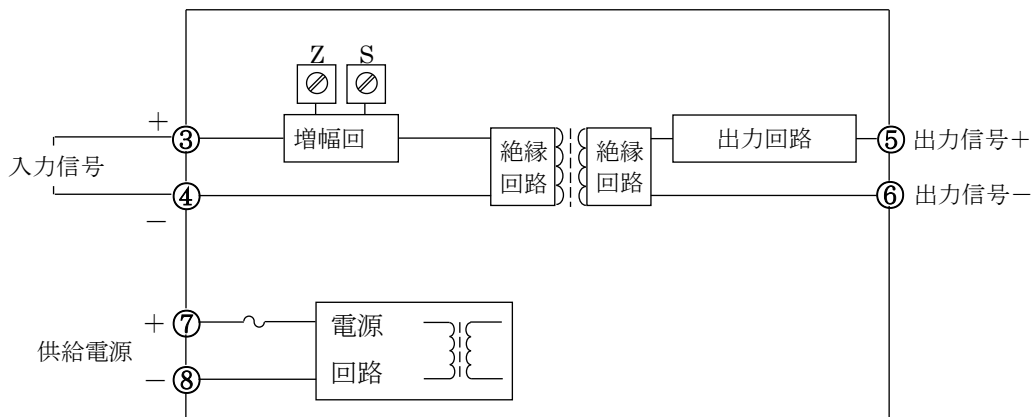 Z S
+
③ 増幅回 絶縁 絶縁 出力回路 ⑤ 出力信号+
回路 回路
入力信号
④ ⑥ 出力信号−
−
+ ⑦ 電源
供給電源
− ⑧ 回路